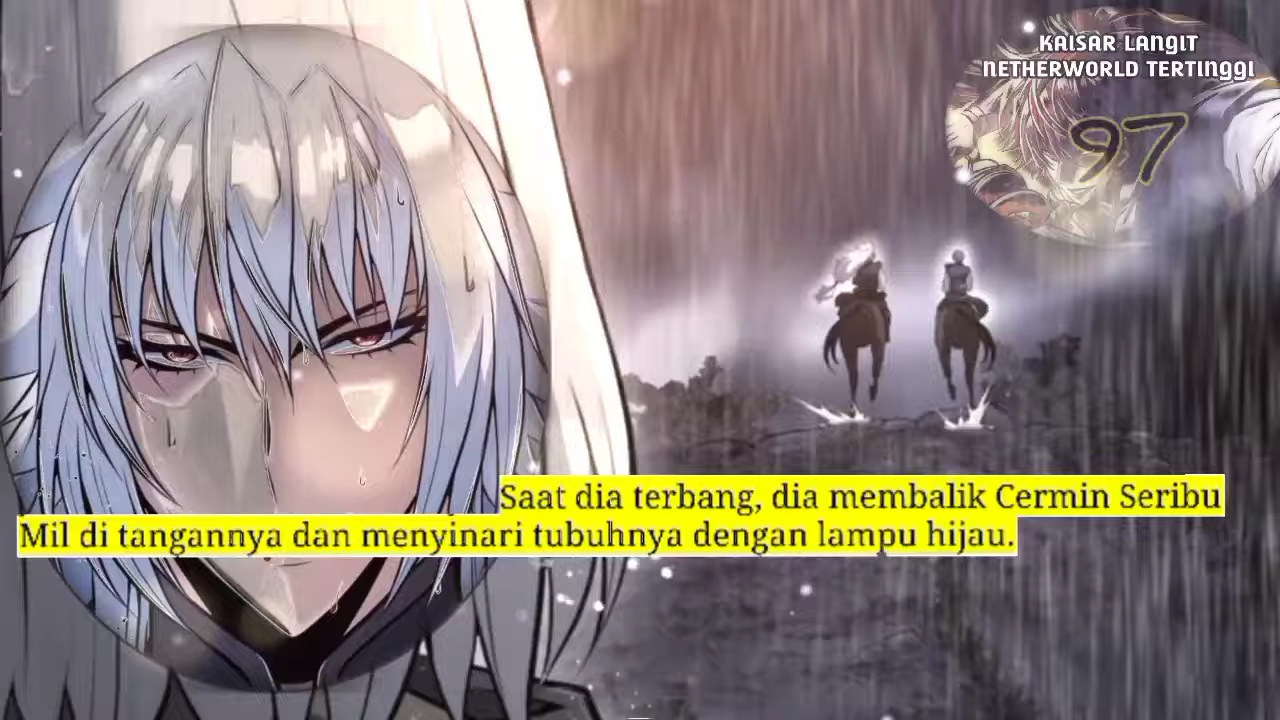 KAISAR LANGIT
NETHERWORLD TERTINGGI
97
Saat dia terbang, dia membalik Cermin Seribu
Mil di tangannya dan menyinari tubuhnya dengan lampu hijau.